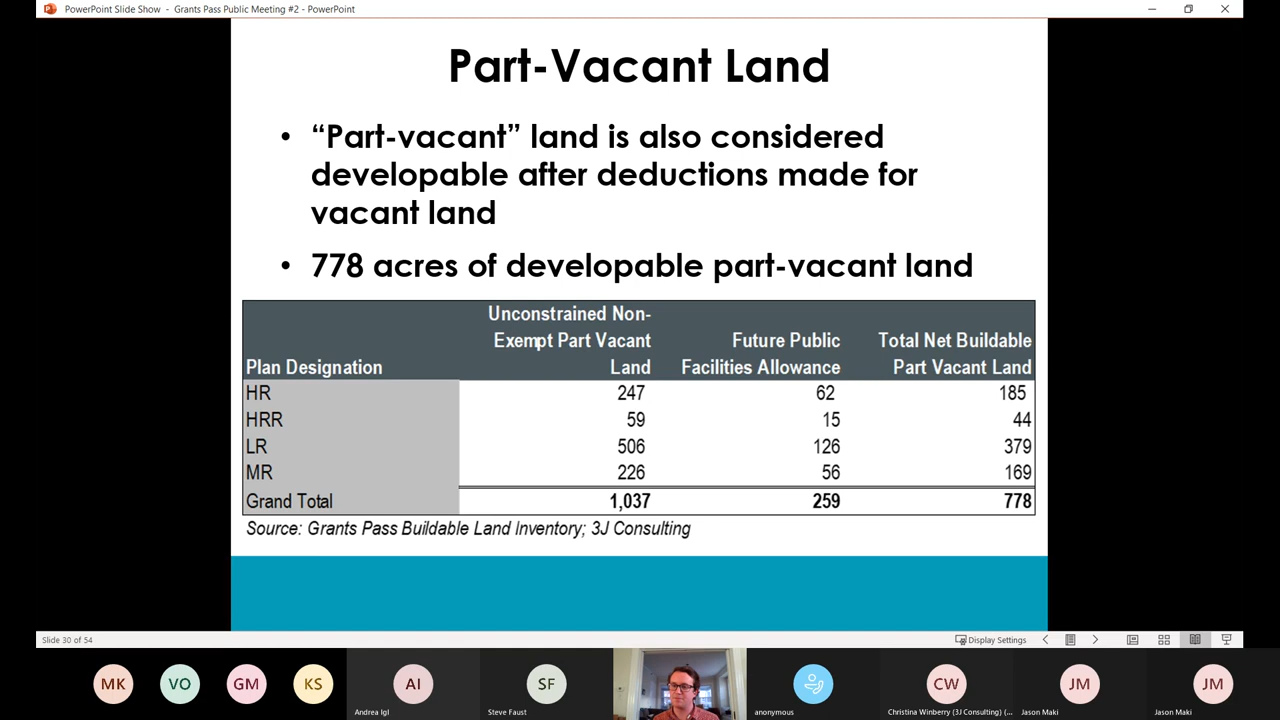 PowerPoint Slide Show - Grants Pass Public Meeting #2 - PowerPoint
Part-Vacant Land
• “Part-vacant” land is also considered
developable after deductions made for
vacant land
• 778 acres of developable part-vacant land
Plan Designation Unconstrained Non-Exempt Part Vacant Land Future Public Facilities Allowance Total Net Buildable Part Vacant Land
HR 247 62 185
HRR 59 15 44
LR 506 126 379
MR 226 56 169
Grand Total 1,037 259 778
Source: Grants Pass Buildable Land Inventory; 3J Consulting
Slide 30 of 54
Display Settings
MK VO GM KS AI SF CW JM JM
Andrea Igl Steve Faust anonymous Christina Winberry (3J Consulting) (... Jason Maki Jason Maki